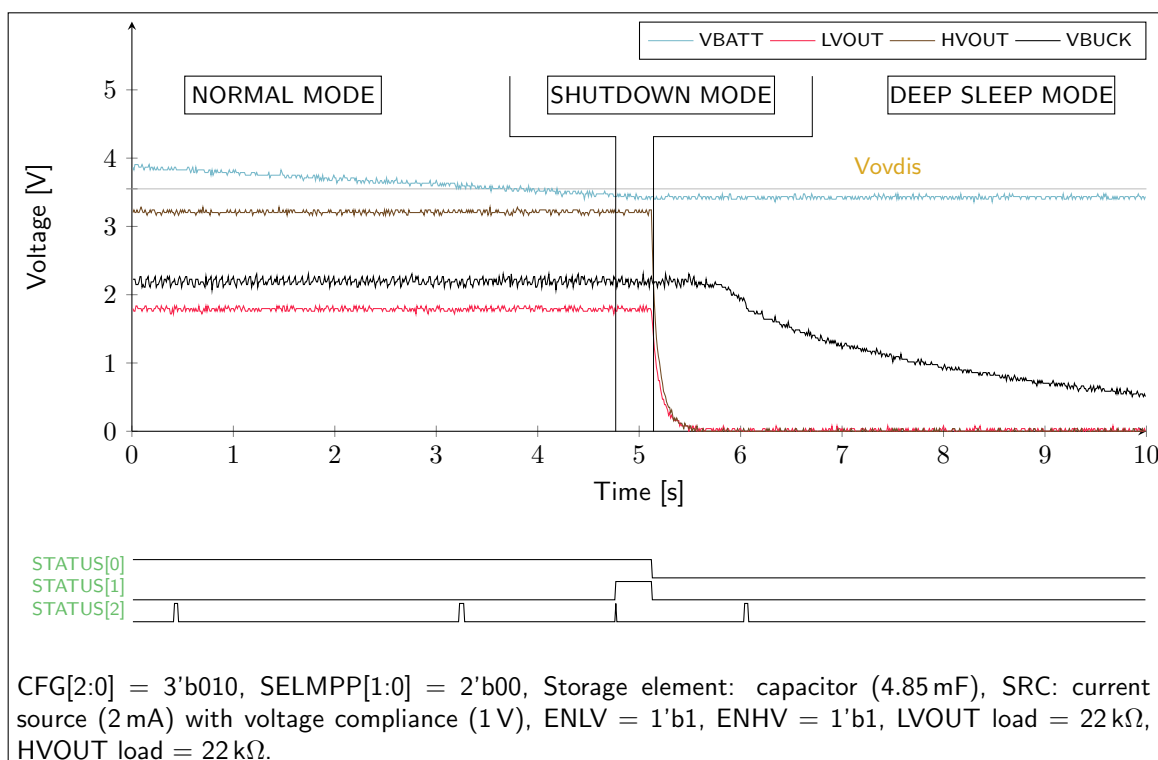 VBATT LVOUT HVOUT VBUCK
NORMAL MODE SHUTDOWN MODE DEEP SLEEP MODE
Vovdis
Voltage [V]
5
4
3
2
1
0
0 1 2 3 4 5 6 7 8 9 10
Time [s]
STATUS[0]
STATUS[1]
STATUS[2]
CFG[2:0] = 3'b010, SELMPP[1:0] = 2'b00, Storage element: capacitor (4.85 mF), SRC: current
source (2 mA) with voltage compliance (1 V), ENLV = 1'b1, ENHV = 1'b1, LVOUT load = 22 kΩ,
HVOUT load = 22 kΩ.